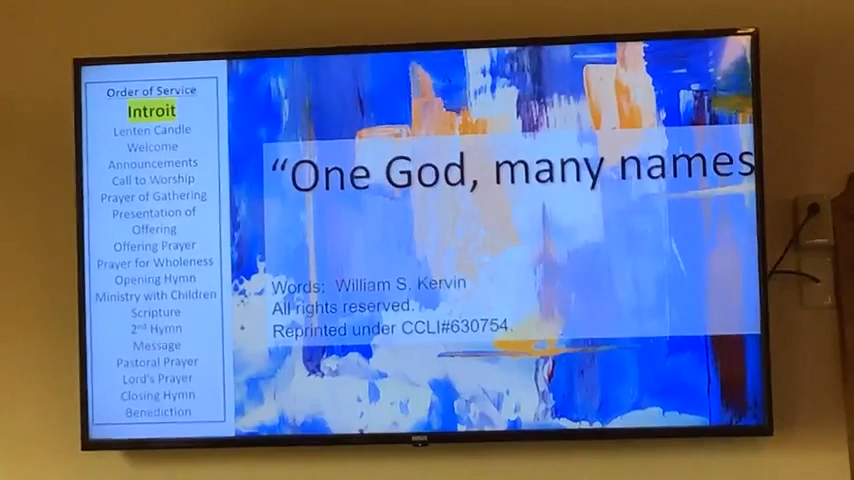 Order of Service
Introit
Lenten Candle
Welcome
Announcements
Call to Worship
Prayer of Gathering
Presentation of
Offering
Offering Prayer
Prayer for Wholeness
Opening Hymn
Ministry with Children
Scripture
2nd Hymn
Message
Pastoral Prayer
Lord's Prayer
Closing Hymn
Benediction
“One God, many names
Words: William S. Kervin
All rights reserved.
Reprinted under CCLI#630754.
RCA